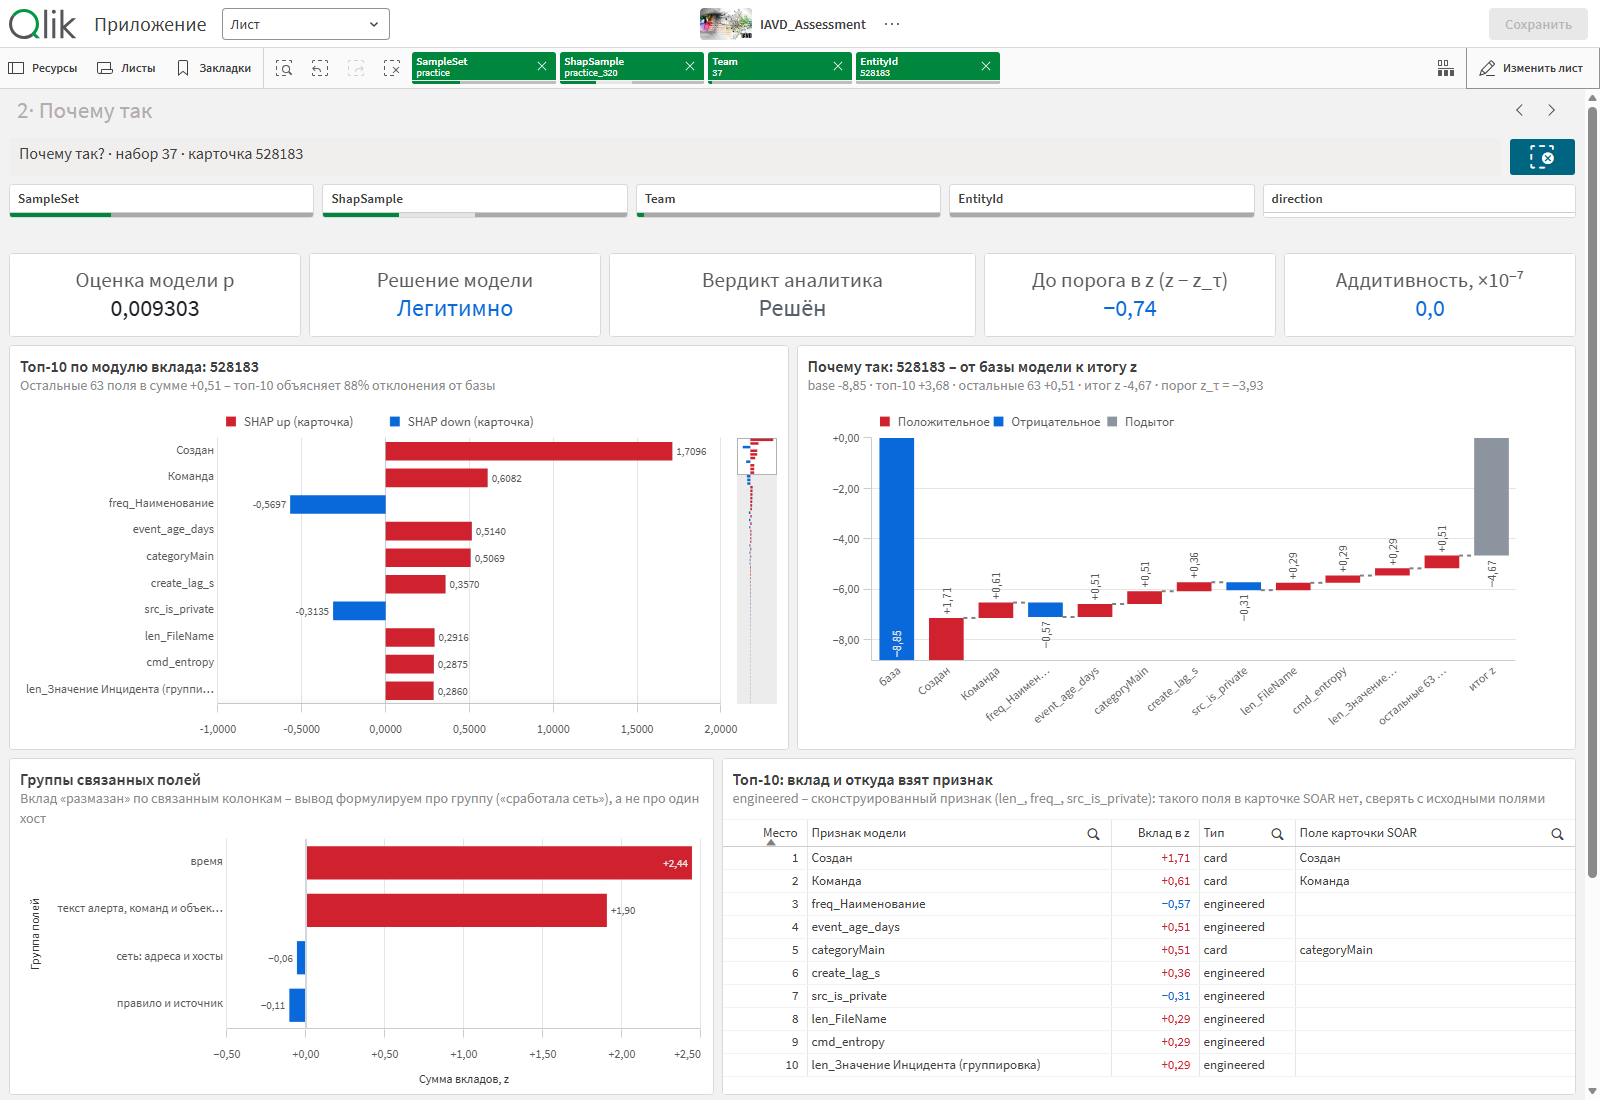 Qlik Приложение Лист IAVD_Assessment ··· Сохранить
Ресурсы Листы Закладки SampleSet ShapSample Team EntityId Изменить лист
practice practice_320 37 528183
2· Почему так
Почему так? · набор 37 · карточка 528183
SampleSet ShapSample Team EntityId direction
Оценка модели p
0,009303
Решение модели
Легитимно
Вердикт аналитика
Решён
До порога в z (z − z_τ)
−0,74
Аддитивность, ×10⁻⁷
0,0
Топ-10 по модулю вклада: 528183
Остальные 63 поля в сумме +0,51 – топ-10 объясняет 88% отклонения от базы
SHAP up (карточка) SHAP down (карточка)
Создан 1,7096
Команда 0,6082
freq_Наименование -0,5697
event_age_days 0,5140
categoryMain 0,5069
create_lag_s 0,3570
src_is_private -0,3135
len_FileName 0,2916
cmd_entropy 0,2875
len_Значение Инцидента (группи… 0,2860
-1,0000 -0,5000 0,0000 0,5000 1,0000 1,5000 2,0000
Почему так: 528183 – от базы модели к итогу z
base -8,85 · топ-10 +3,68 · остальные 63 +0,51 · итог z -4,67 · порог z_τ = −3,93
Положительное Отрицательное Подытог
+0,00
−2,00
−4,00
−6,00
−8,00
−8,85 +1,71 +0,61 −0,57 +0,51 +0,51 +0,36 −0,31 +0,29 +0,29 +0,29 +0,51 −4,67
база Создан Команда freq_Наимен… event_age_days categoryMain create_lag_s src_is_private len_FileName cmd_entropy len_Значение… остальные 63 … итог z
Группы связанных полей
Вклад «размазан» по связанным колонкам – вывод формулируем про группу («сработала сеть»), а не про один
хост
Группа полей
время +2,44
текст алерта, команд и объек… +1,90
сеть: адреса и хосты −0,06
правило и источник −0,11
−0,50 +0,00 +0,50 +1,00 +1,50 +2,00 +2,50
Сумма вкладов, z
Топ-10: вклад и откуда взят признак
engineered – сконструированный признак (len_, freq_, src_is_private): такого поля в карточке SOAR нет, сверять с исходными полями
Место Признак модели Вклад в z Тип Поле карточки SOAR
1 Создан +1,71 card Создан
2 Команда +0,61 card Команда
3 freq_Наименование −0,57 engineered
4 event_age_days +0,51 engineered
5 categoryMain +0,51 card categoryMain
6 create_lag_s +0,36 engineered
7 src_is_private −0,31 engineered
8 len_FileName +0,29 engineered
9 cmd_entropy +0,29 engineered
10 len_Значение Инцидента (группировка) +0,29 engineered